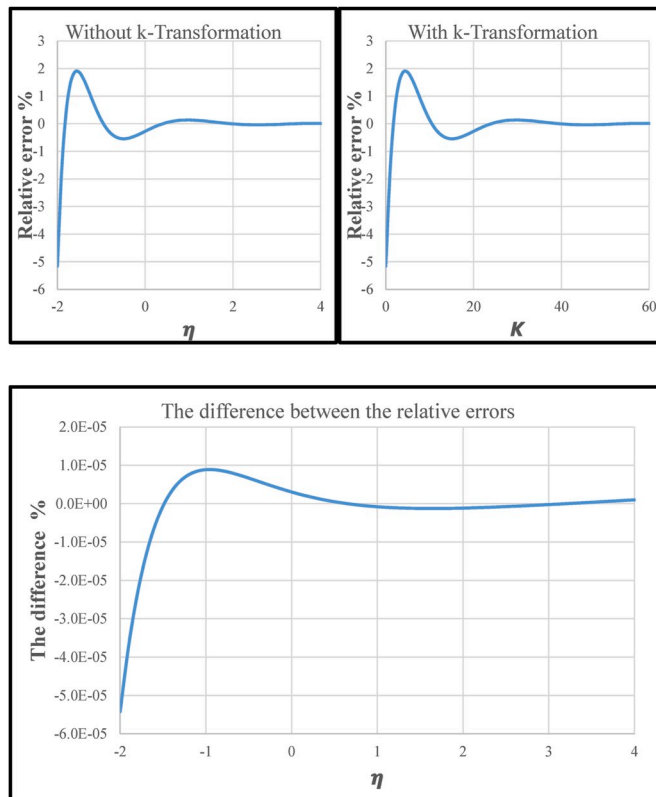 Without k-Transformation
3
2
1
0
-1
-2
-3
-4
-5
-6
Relative error %
-2 0 2 4
η
With k-Transformation
3
2
1
0
-1
-2
-3
-4
-5
-6
Relative error %
0 20 40 60
K
The difference between the relative errors
2.0E-05
1.0E-05
0.0E+00
-1.0E-05
-2.0E-05
-3.0E-05
-4.0E-05
-5.0E-05
-6.0E-05
The difference %
-2 -1 0 1 2 3 4
η